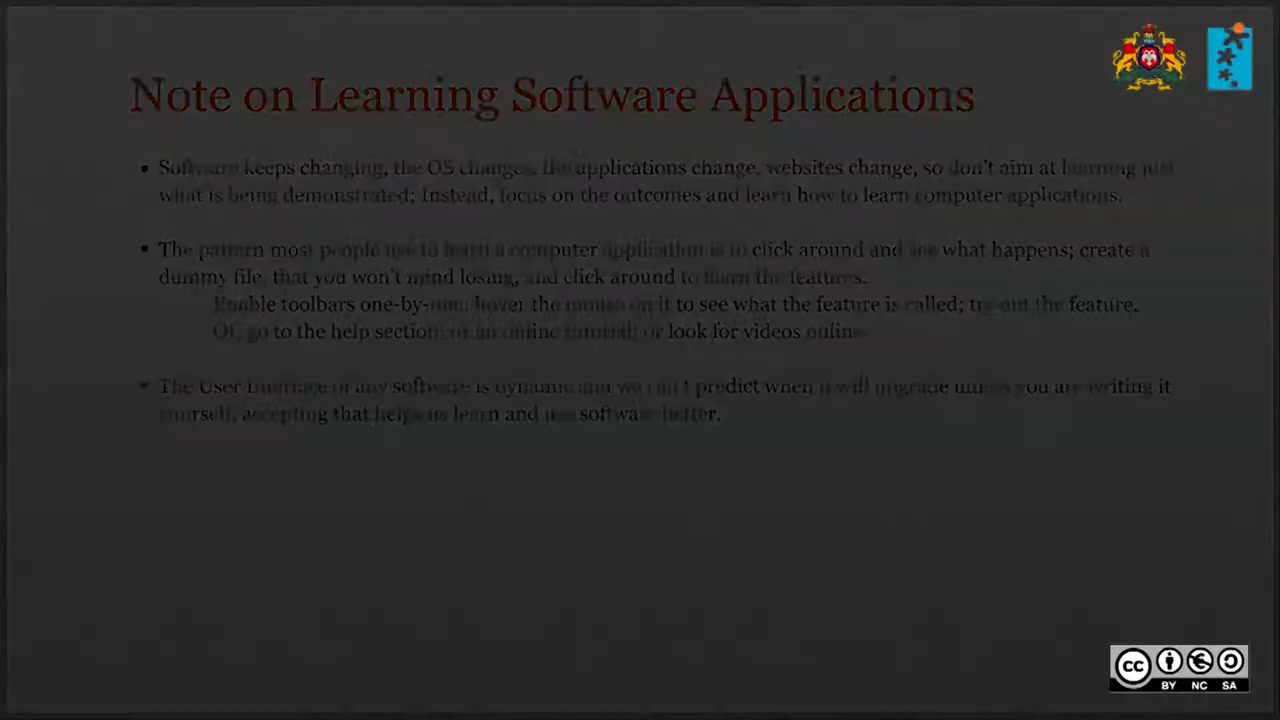 Note on Learning Software Applications
• Software keeps changing, the OS changes, the applications change, websites change, so don't aim at learning just
what is being demonstrated; Instead, focus on the outcomes and learn how to learn computer applications.
• The pattern most people use to learn a computer application is to click around and see what happens; create a
dummy file, that you won't mind losing, and click around to learn the features.
Enable toolbars one-by-one; hover the mouse on it to see what the feature is called; try out the feature.
Or, go to the help section; or an online tutorial; or look for videos online.
• The User Interface of any software is dynamic and we can't predict when it will upgrade unless you are writing it
yourself, accepting that helps us learn and use software better.
cc
BY NC SA